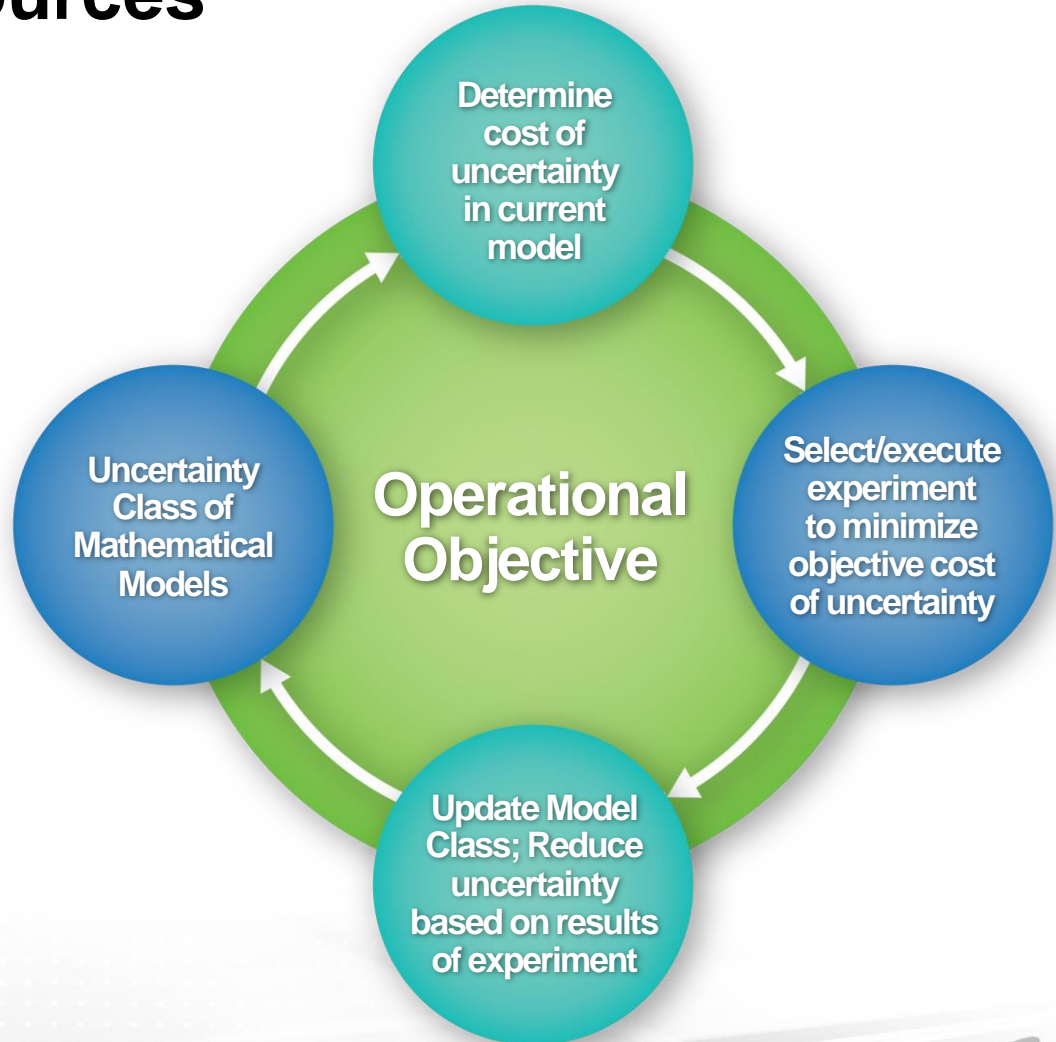 Determine
cost of
uncertainty
in current
model
Uncertainty
Class of
Mathematical
Models
Operational
Objective
Select/execute
experiment
to minimize
objective cost
of uncertainty
Update Model
Class; Reduce
uncertainty
based on results
of experiment